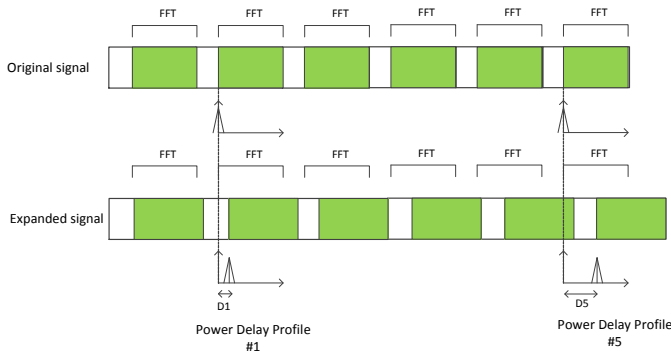 FFT FFT FFT FFT FFT FFT
Original signal
FFT FFT FFT FFT FFT FFT
Expanded signal
D1 D5
Power Delay Profile
#1
Power Delay Profile
#5